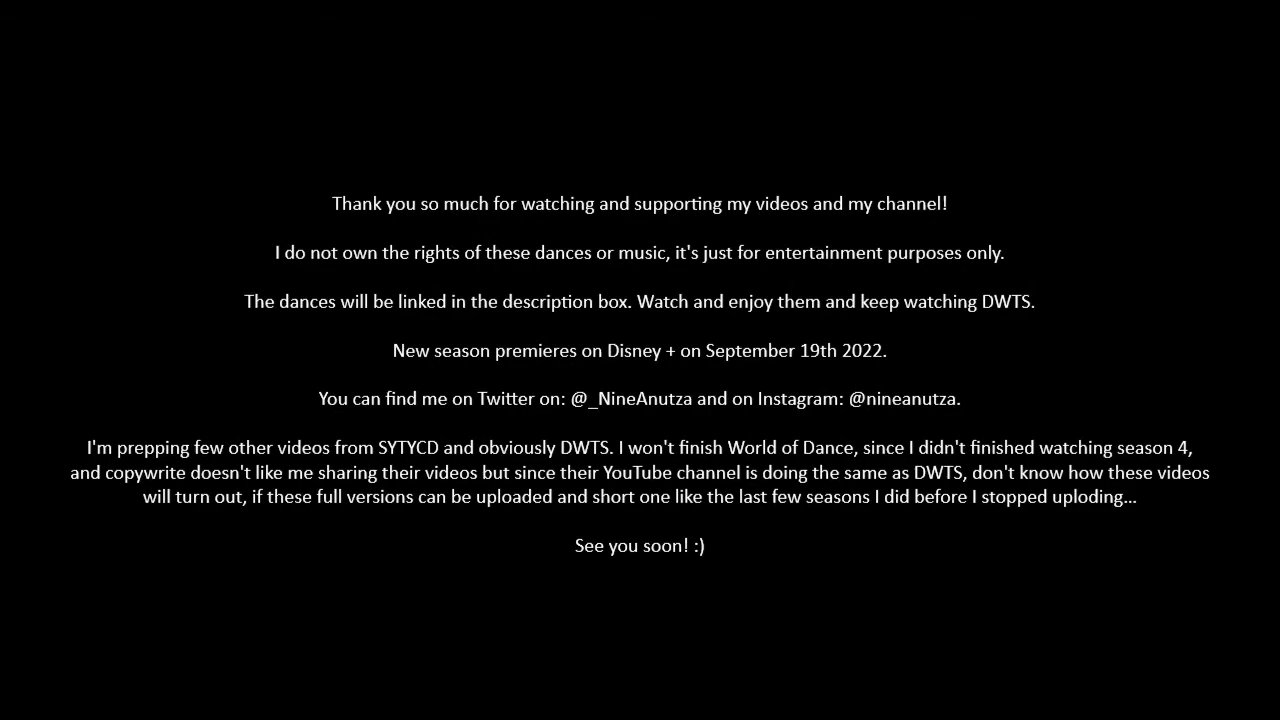 Thank you so much for watching and supporting my videos and my channel!
I do not own the rights of these dances or music, it's just for entertainment purposes only.
The dances will be linked in the description box. Watch and enjoy them and keep watching DWTS.
New season premieres on Disney + on September 19th 2022.
You can find me on Twitter on: @_NineAnutza and on Instagram: @nineanutza.
I'm prepping few other videos from SYTYCD and obviously DWTS. I won't finish World of Dance, since I didn't finished watching season 4,
and copywrite doesn't like me sharing their videos but since their YouTube channel is doing the same as DWTS, don't know how these videos
will turn out, if these full versions can be uploaded and short one like the last few seasons I did before I stopped uploding...
See you soon! :)